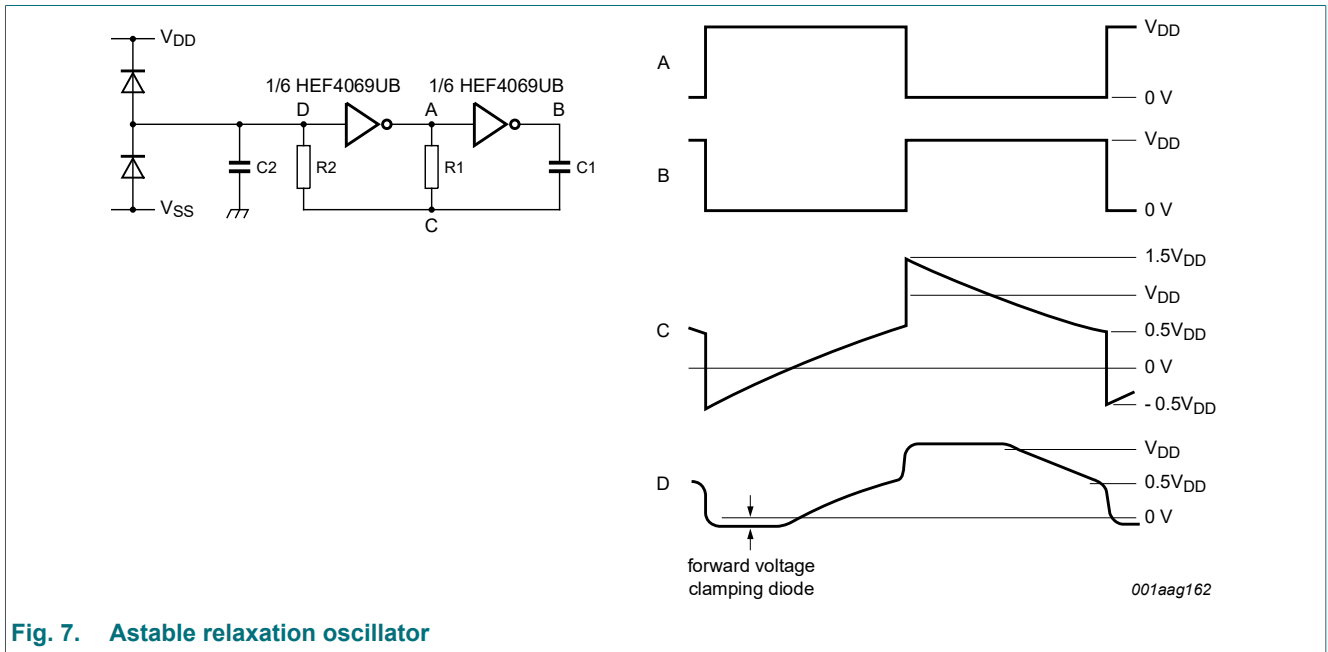 VDD
1/6 HEF4069UB 1/6 HEF4069UB
D A B
C2 R2 R1 C1
VSS
C
A
VDD
0 V
B
VDD
0 V
C
1.5VDD
VDD
0.5VDD
0 V
- 0.5VDD
D
VDD
0.5VDD
0 V
forward voltage
clamping diode
001aag162
Fig. 7. Astable relaxation oscillator